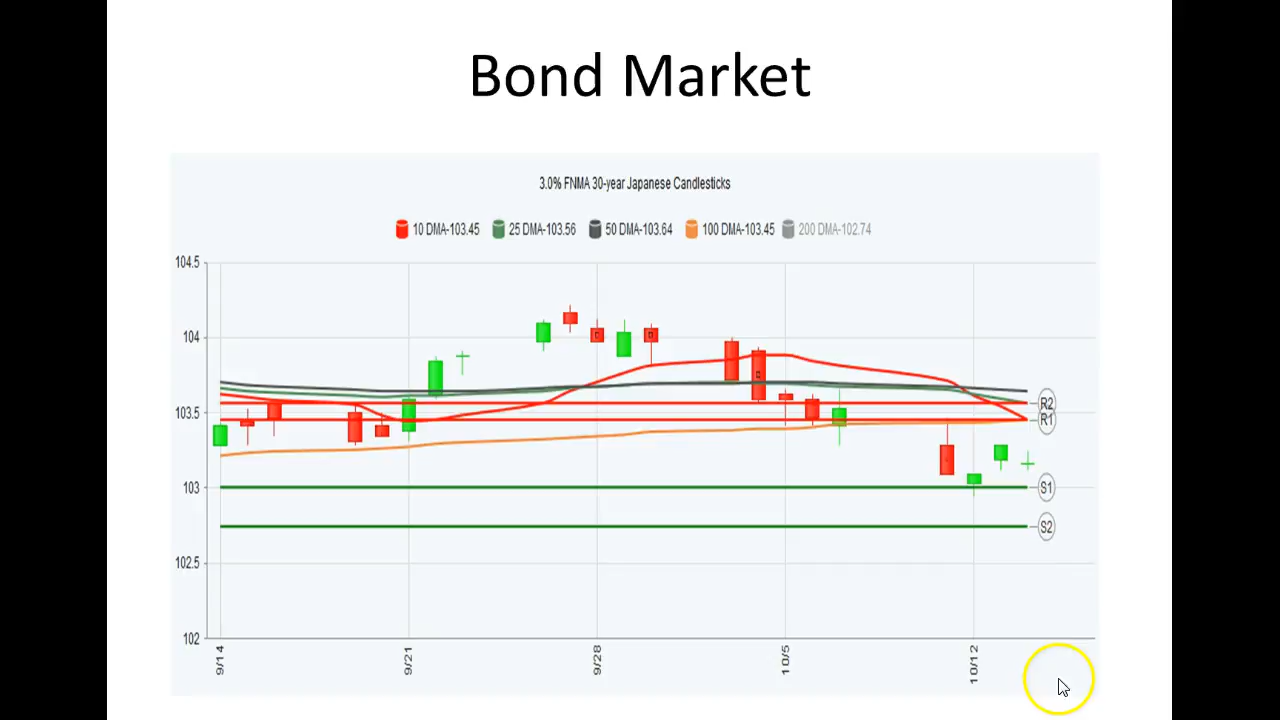 Bond Market
3.0% FNMA 30-year Japanese Candlesticks
10 DMA-103.45 25 DMA-103.56 50 DMA-103.64 100 DMA-103.45 200 DMA-102.74
104.5
104
103.5
103
102.5
102
R2
R1
S1
S2
9/14 9/21 9/28 10/5 10/12